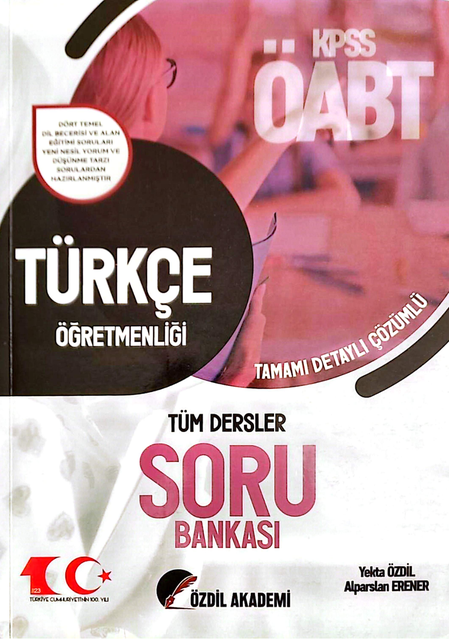 KPSS
ÖABT
DÖRT TEMEL
DİL BECERİSİ VE ALAN
EĞİTİMİ SORULARI
YENİ NESİL YORUM VE
DÜŞÜNME TARZI
SORULARDAN
HAZIRLANMIŞTIR
TÜRKÇE
ÖĞRETMENLİĞİ
TAMAMI DETAYLI ÇÖZÜMLÜ
TÜM DERSLER
SORU
BANKASI
100
1923
TÜRKİYE CUMHURİYETİ'NİN 100. YILI
ÖZDİL AKADEMİ
Yekta ÖZDİL
Alparslan ERENER